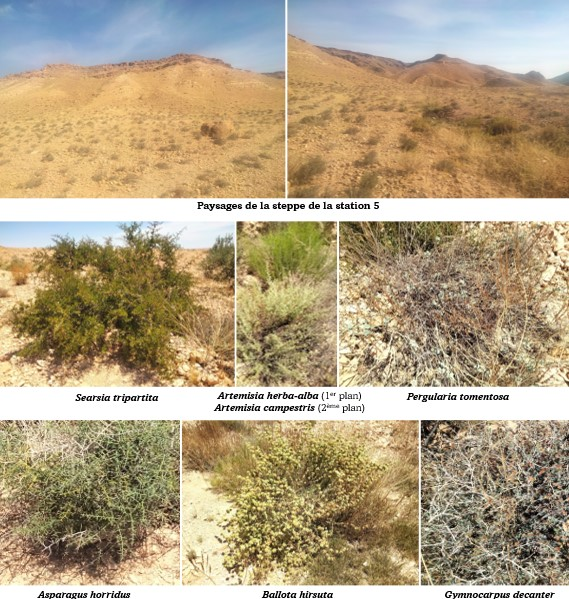 Paysages de la steppe de la station 5
Searsia tripartita
Artemisia herba-alba (1er plan)
Artemisia campestris (2ème plan)
Pergularia tomentosa
Asparagus horridus
Ballota hirsuta
Gymnocarpus decanter